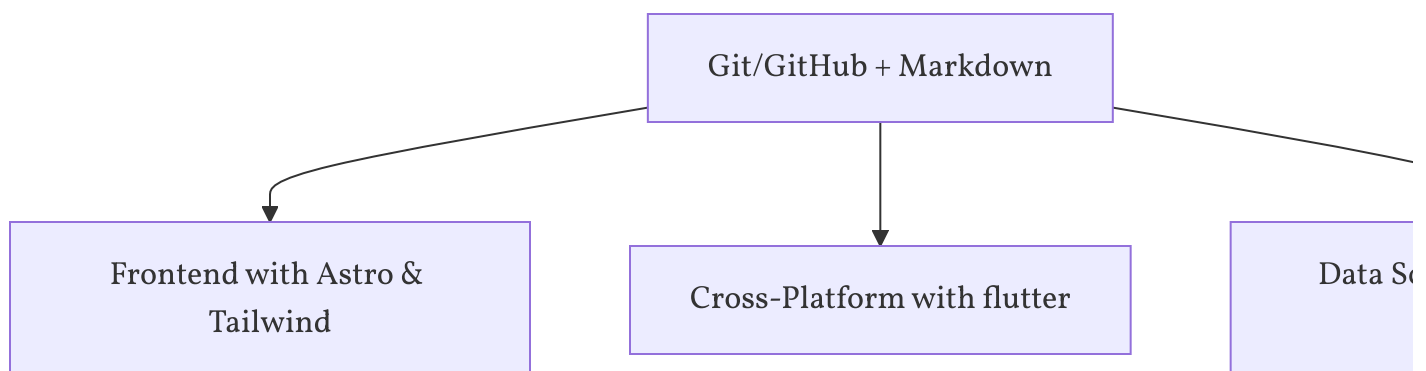 Git/GitHub + Markdown
Frontend with Astro &
Tailwind
Cross-Platform with flutter
Data